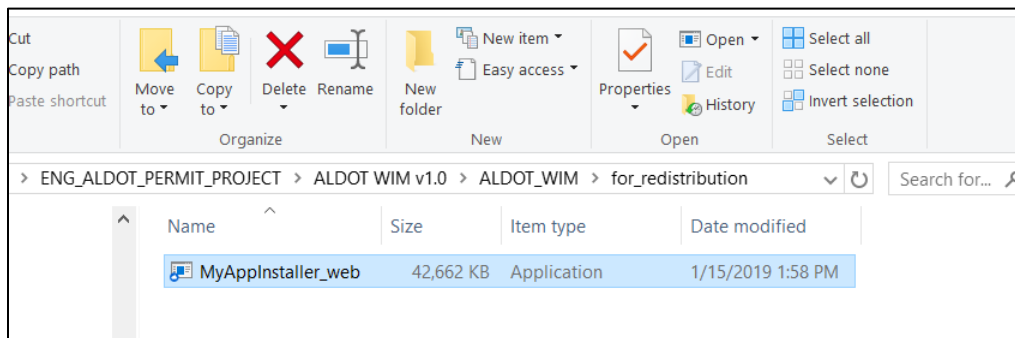 Cut
Copy path
Paste shortcut
Move to
Copy to
Delete
Rename
Organize
New folder
New item
Easy access
New
Properties
Open
Edit
History
Open
Select all
Select none
Invert selection
Select
> ENG_ALDOT_PERMIT_PROJECT > ALDOT WIM v1.0 > ALDOT_WIM > for_redistribution
Search for...
Name Size Item type Date modified
MyAppInstaller_web 42,662 KB Application 1/15/2019 1:58 PM